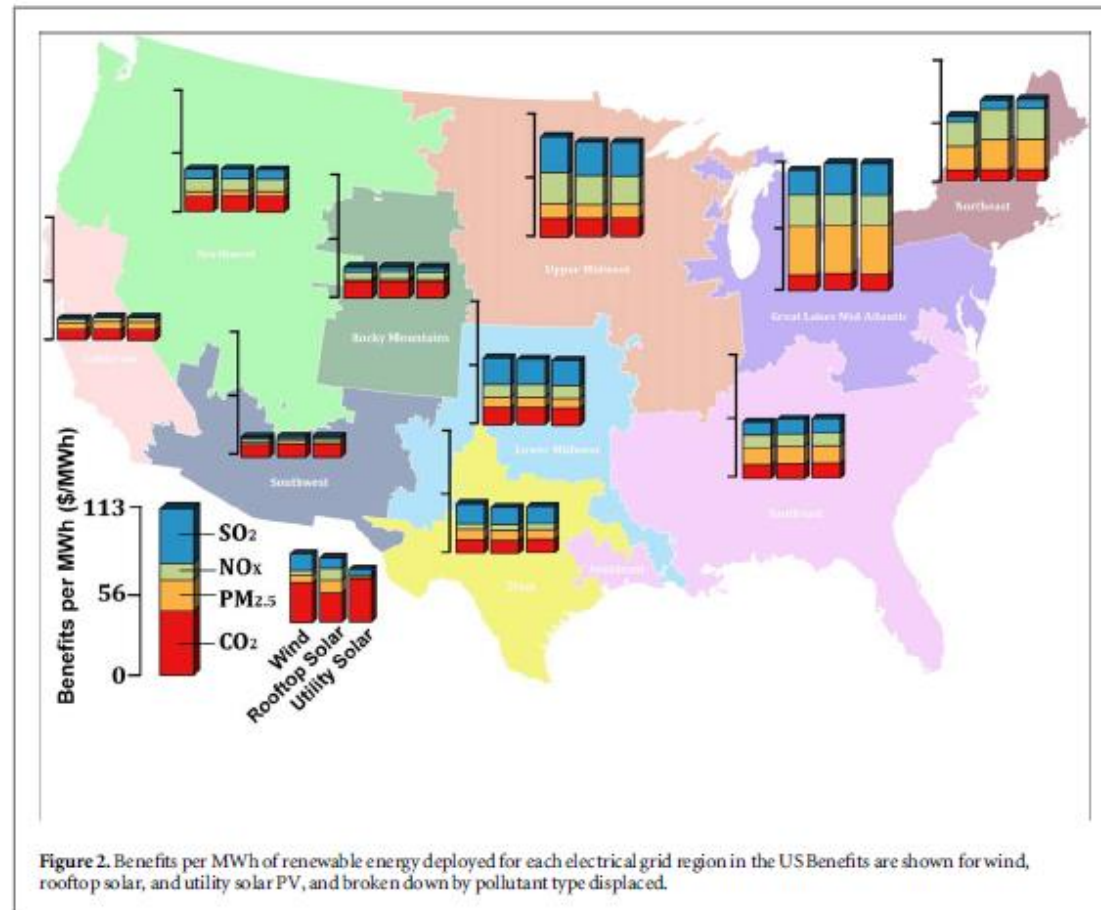 Northwest
Upper Midwest
Northeast
Great Lakes Mid-Atlantic
Rocky Mountains
California
Lower Midwest
Southwest
Southeast
Texas
Southeast
Benefits per MWh ($/MWh)
113
56
0
SO2
NOX
PM2.5
CO2
Wind
Rooftop Solar
Utility Solar
Figure 2. Benefits per MWh of renewable energy deployed for each electrical grid region in the US Benefits are shown for wind,
rooftop solar, and utility solar PV, and broken down by pollutant type displaced.